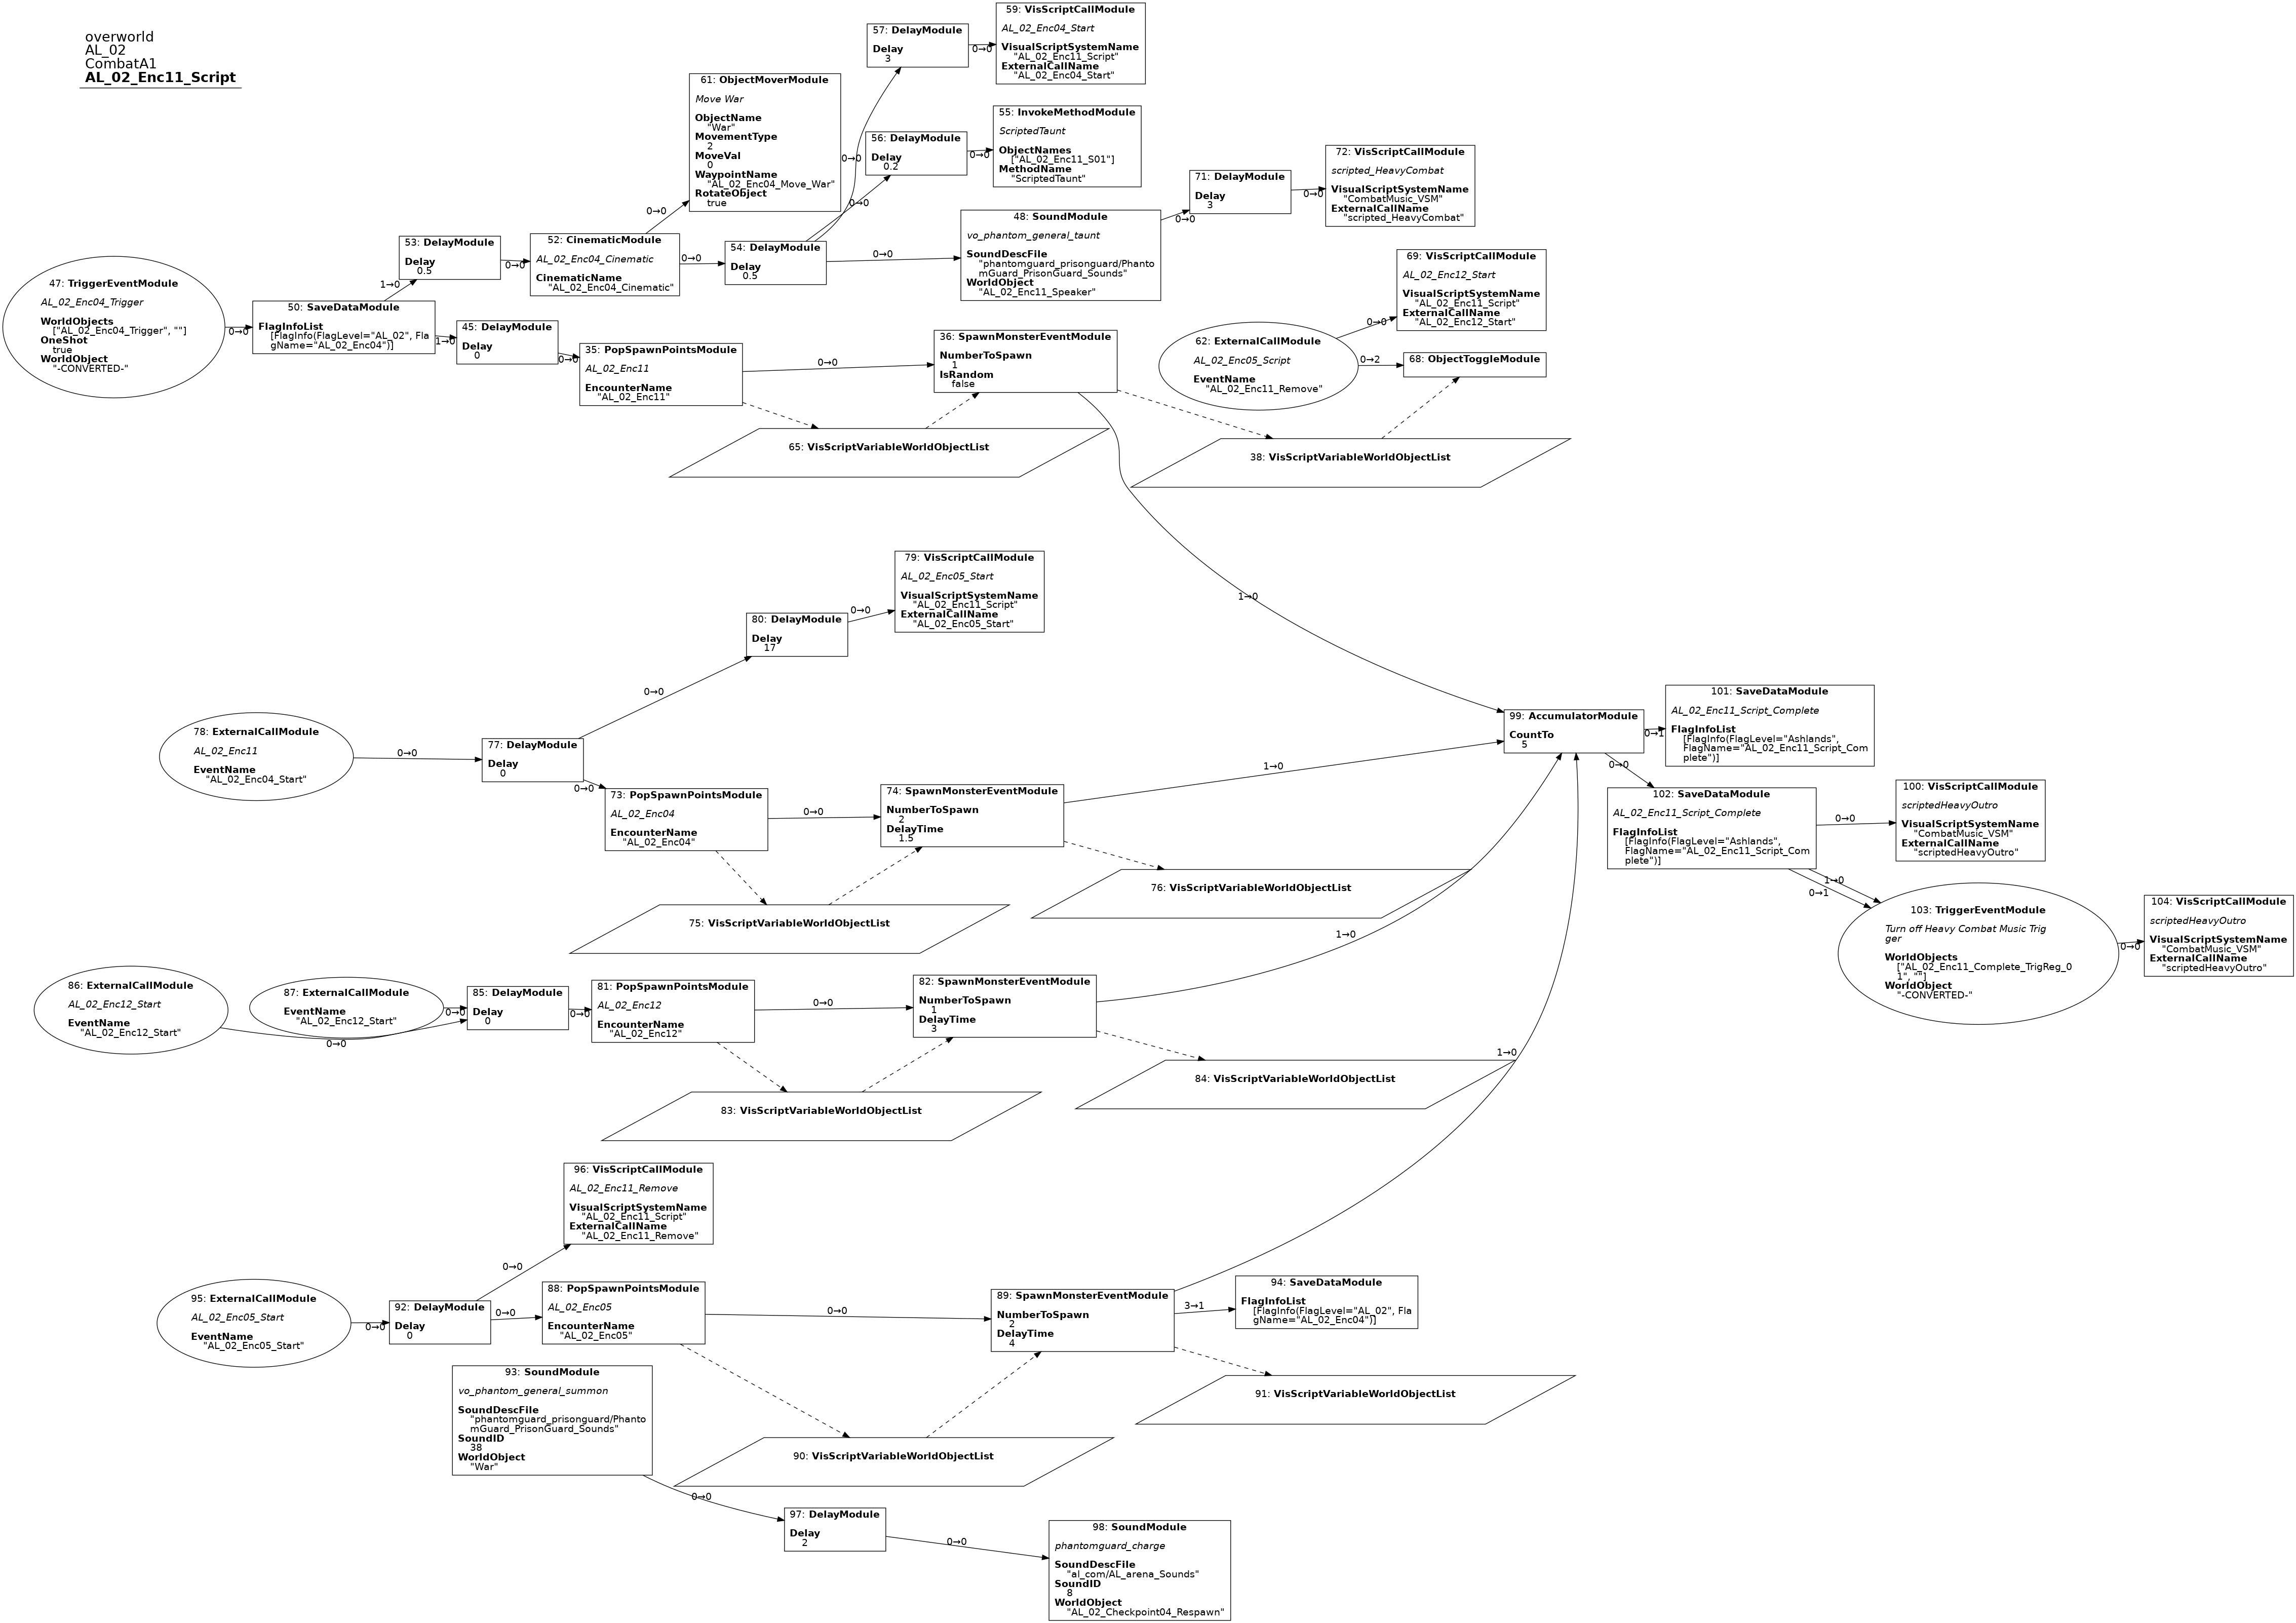 overworld
AL_02
CombatA1
AL_02_Enc11_Script
57: DelayModule
Delay
3
0→0
59: VisScriptCallModule
AL_02_Enc04_Start
VisualScriptSystemName
"AL_02_Enc11_Script"
ExternalCallName
"AL_02_Enc04_Start"
61: ObjectMoverModule
Move War
ObjectName
"War"
MovementType
2
MoveVal
0
WaypointName
"AL_02_Enc04_Move_War"
RotateObject
true
0→0
0→0
56: DelayModule
Delay
0.2
0→0
0→0
55: InvokeMethodModule
ScriptedTaunt
ObjectNames
["AL_02_Enc11_S01"]
MethodName
"ScriptedTaunt"
71: DelayModule
Delay
3
0→0
0→0
72: VisScriptCallModule
scripted_HeavyCombat
VisualScriptSystemName
"CombatMusic_VSM"
ExternalCallName
"scripted_HeavyCombat"
47: TriggerEventModule
AL_02_Enc04_Trigger
WorldObjects
["AL_02_Enc04_Trigger", ""]
OneShot
true
WorldObject
"-CONVERTED-"
0→0
50: SaveDataModule
FlagInfoList
[FlagInfo(FlagLevel="AL_02", Fla
gName="AL_02_Enc04")]
1→0
1→0
53: DelayModule
Delay
0.5
0→0
52: CinematicModule
AL_02_Enc04_Cinematic
CinematicName
"AL_02_Enc04_Cinematic"
0→0
54: DelayModule
Delay
0.5
0→0
48: SoundModule
vo_phantom_general_taunt
SoundDescFile
"phantomguard_prisonguard/Phanto
mGuard_PrisonGuard_Sounds"
WorldObject
"AL_02_Enc11_Speaker"
45: DelayModule
Delay
0
0→0
35: PopSpawnPointsModule
AL_02_Enc11
EncounterName
"AL_02_Enc11"
0→0
36: SpawnMonsterEventModule
NumberToSpawn
1
IsRandom
false
62: ExternalCallModule
AL_02_Enc05_Script
EventName
"AL_02_Enc11_Remove"
0→0
0→2
69: VisScriptCallModule
AL_02_Enc12_Start
VisualScriptSystemName
"AL_02_Enc11_Script"
ExternalCallName
"AL_02_Enc12_Start"
68: ObjectToggleModule
65: VisScriptVariableWorldObjectList
38: VisScriptVariableWorldObjectList
1→0
79: VisScriptCallModule
AL_02_Enc05_Start
VisualScriptSystemName
"AL_02_Enc11_Script"
ExternalCallName
"AL_02_Enc05_Start"
80: DelayModule
Delay
17
0→0
0→0
78: ExternalCallModule
AL_02_Enc11
EventName
"AL_02_Enc04_Start"
0→0
77: DelayModule
Delay
0
0→0
73: PopSpawnPointsModule
AL_02_Enc04
EncounterName
"AL_02_Enc04"
0→0
74: SpawnMonsterEventModule
NumberToSpawn
2
DelayTime
1.5
1→0
99: AccumulatorModule
CountTo
5
0→1
0→0
101: SaveDataModule
AL_02_Enc11_Script_Complete
FlagInfoList
[FlagInfo(FlagLevel="Ashlands",
FlagName="AL_02_Enc11_Script_Com
plete")]
102: SaveDataModule
AL_02_Enc11_Script_Complete
FlagInfoList
[FlagInfo(FlagLevel="Ashlands",
FlagName="AL_02_Enc11_Script_Com
plete")]
0→0
1→0
0→1
100: VisScriptCallModule
scriptedHeavyOutro
VisualScriptSystemName
"CombatMusic_VSM"
ExternalCallName
"scriptedHeavyOutro"
75: VisScriptVariableWorldObjectList
76: VisScriptVariableWorldObjectList
1→0
103: TriggerEventModule
Turn off Heavy Combat Music Trig
ger
WorldObjects
["AL_02_Enc11_Complete_TrigReg_0
1", ""]
WorldObject
"-CONVERTED-"
0→0
104: VisScriptCallModule
scriptedHeavyOutro
VisualScriptSystemName
"CombatMusic_VSM"
ExternalCallName
"scriptedHeavyOutro"
86: ExternalCallModule
AL_02_Enc12_Start
EventName
"AL_02_Enc12_Start"
0→0
87: ExternalCallModule
EventName
"AL_02_Enc12_Start"
0→0
85: DelayModule
Delay
0
0→0
81: PopSpawnPointsModule
AL_02_Enc12
EncounterName
"AL_02_Enc12"
0→0
82: SpawnMonsterEventModule
NumberToSpawn
1
DelayTime
3
83: VisScriptVariableWorldObjectList
84: VisScriptVariableWorldObjectList
1→0
96: VisScriptCallModule
AL_02_Enc11_Remove
VisualScriptSystemName
"AL_02_Enc11_Script"
ExternalCallName
"AL_02_Enc11_Remove"
0→0
95: ExternalCallModule
AL_02_Enc05_Start
EventName
"AL_02_Enc05_Start"
0→0
92: DelayModule
Delay
0
0→0
88: PopSpawnPointsModule
AL_02_Enc05
EncounterName
"AL_02_Enc05"
0→0
89: SpawnMonsterEventModule
NumberToSpawn
2
DelayTime
4
3→1
94: SaveDataModule
FlagInfoList
[FlagInfo(FlagLevel="AL_02", Fla
gName="AL_02_Enc04")]
93: SoundModule
vo_phantom_general_summon
SoundDescFile
"phantomguard_prisonguard/Phanto
mGuard_PrisonGuard_Sounds"
SoundID
38
WorldObject
"War"
90: VisScriptVariableWorldObjectList
91: VisScriptVariableWorldObjectList
0→0
97: DelayModule
Delay
2
0→0
98: SoundModule
phantomguard_charge
SoundDescFile
"al_com/AL_arena_Sounds"
SoundID
8
WorldObject
"AL_02_Checkpoint04_Respawn"